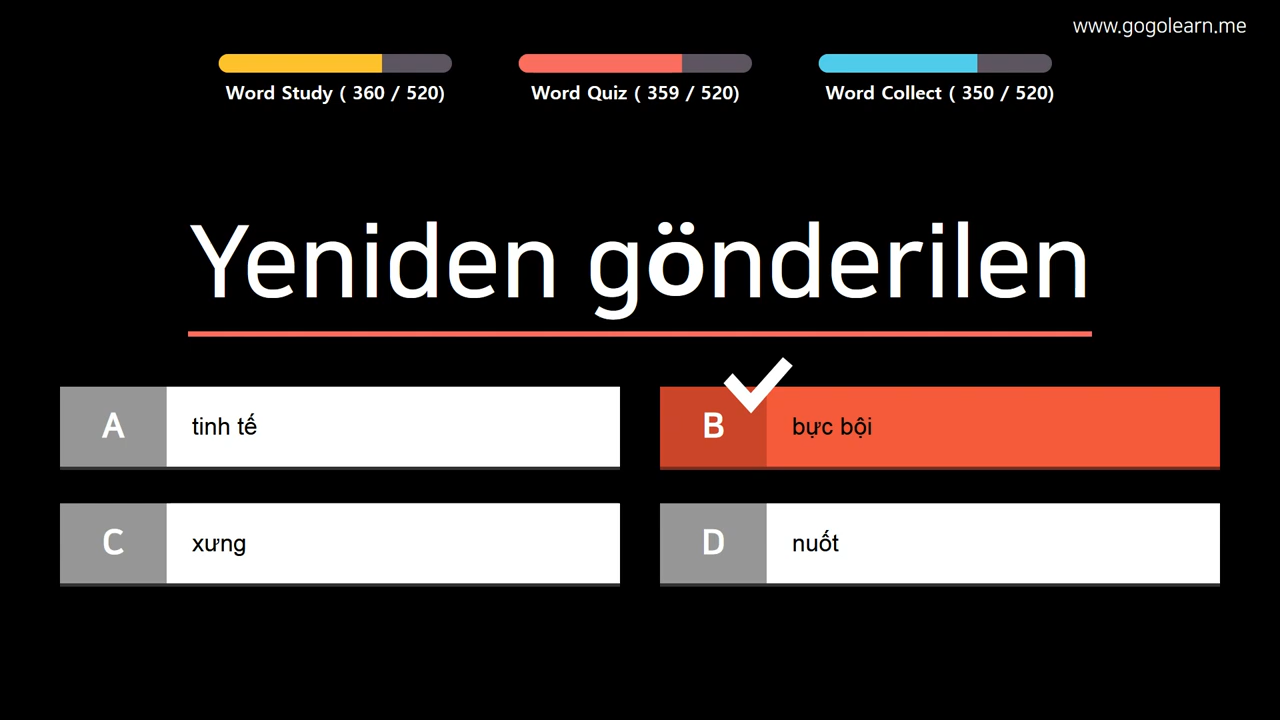 www.gogolearn.me
Word Study ( 360 / 520)
Word Quiz ( 359 / 520)
Word Collect ( 350 / 520)
Yeniden gönderilen
A
tinh tế
B
bực bội
C
xưng
D
nuốt